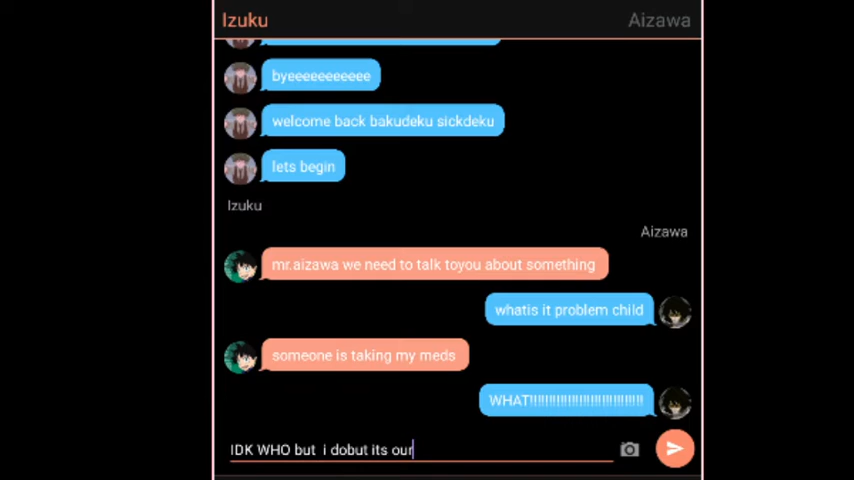 Izuku
Aizawa
byeeeeeeeeeee
welcome back bakudeku sickdeku
lets begin
Izuku
Aizawa
mr.aizawa we need to talk toyou about something
whatis it problem child
someone is taking my meds
WHAT!!!!!!!!!!!!!!!!!!!!!!!!!!!!!!
IDK WHO but  i dobut its our